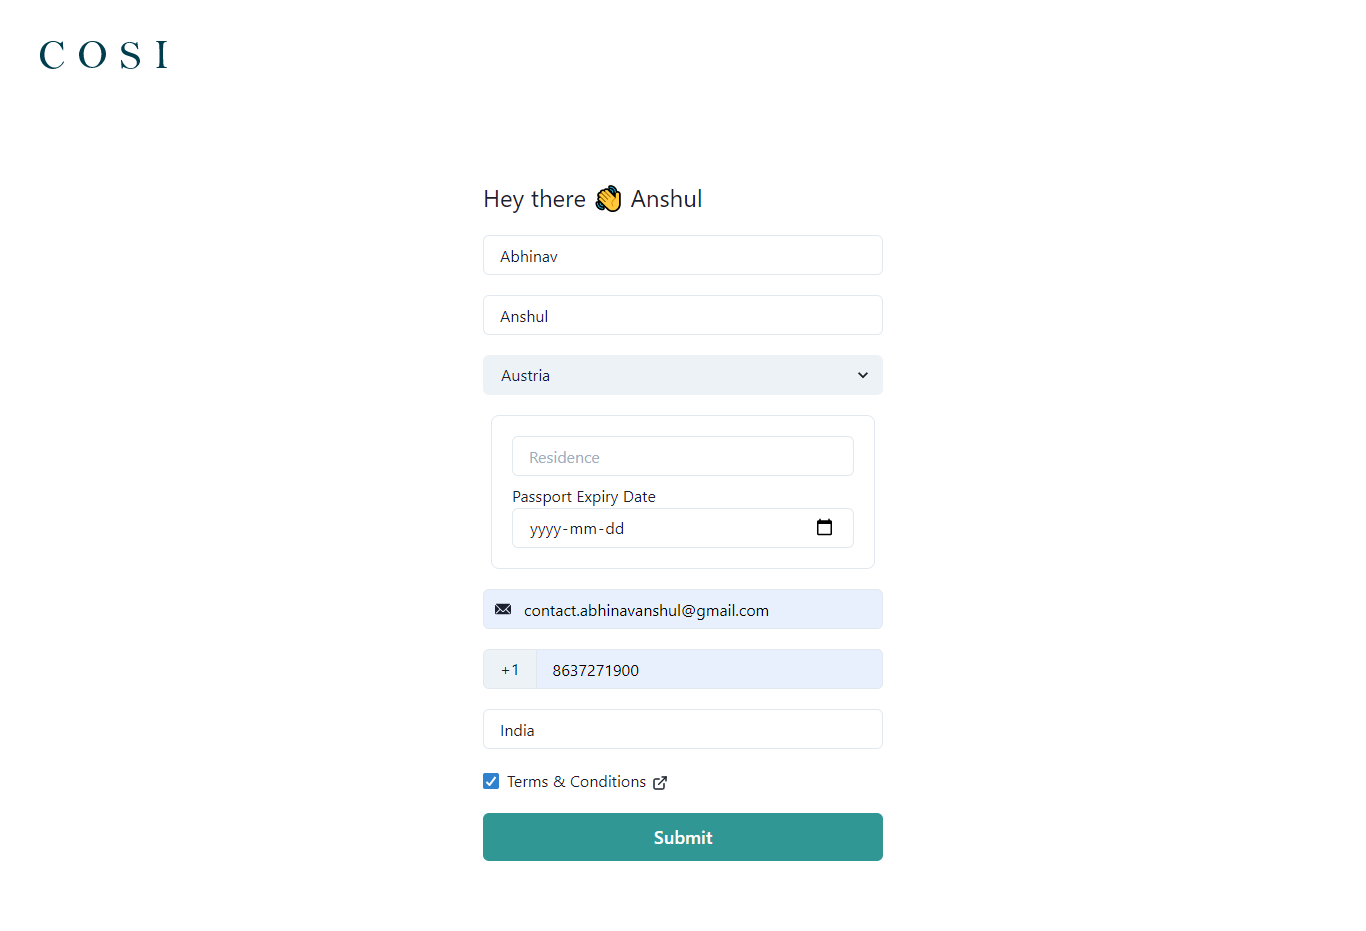 COSI
Hey there 👋 Anshul
Abhinav
Anshul
Austria
Residence
Passport Expiry Date
yyyy-mm-dd
contact.abhinavanshul@gmail.com
+1 8637271900
India
Terms & Conditions
Submit